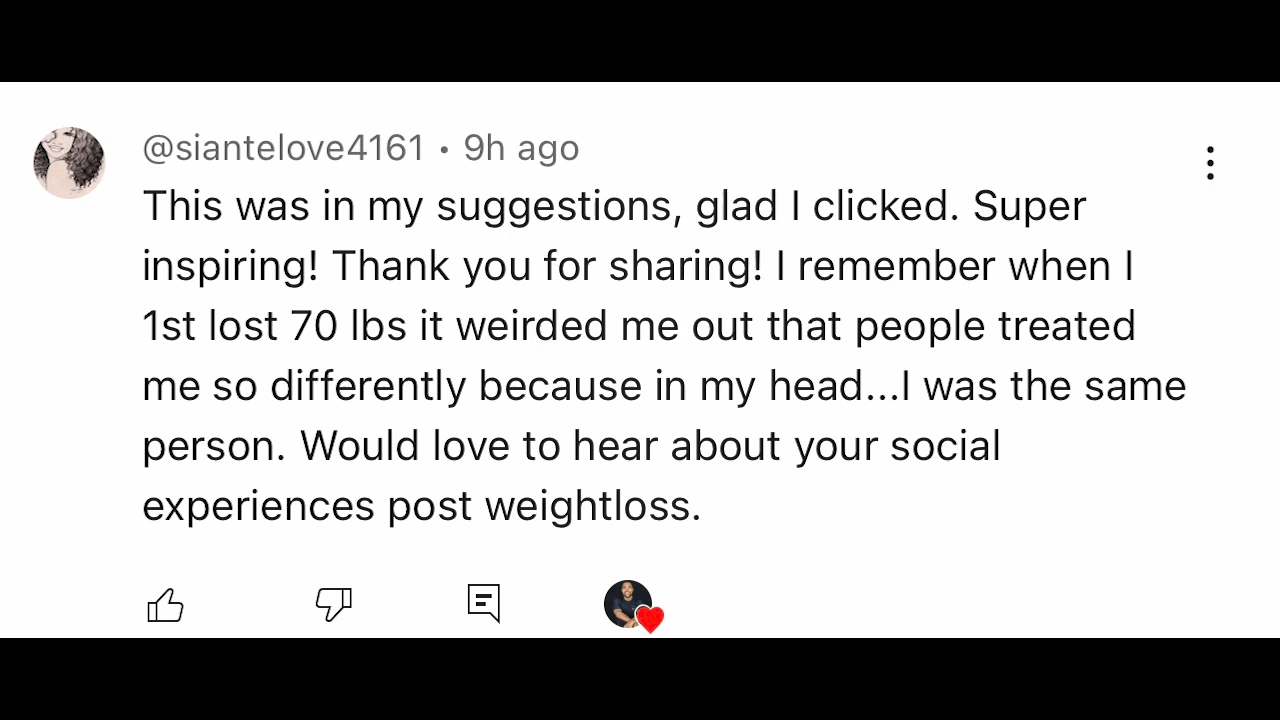 @siantelove4161 • 9h ago
This was in my suggestions, glad I clicked. Super
inspiring! Thank you for sharing! I remember when I
1st lost 70 lbs it weirded me out that people treated
me so differently because in my head...I was the same
person. Would love to hear about your social
experiences post weightloss.